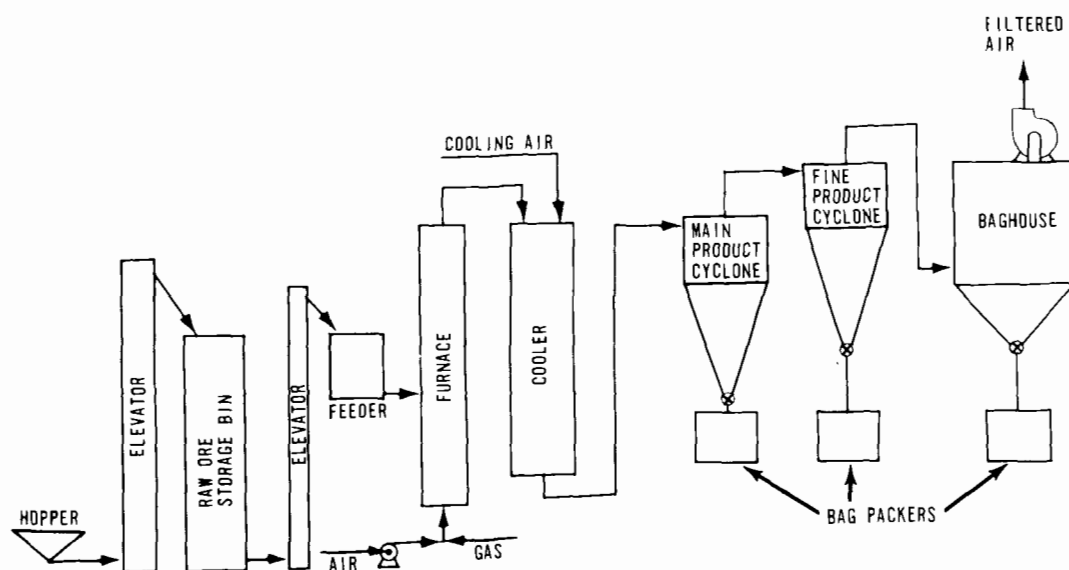 FILTERED
AIR
COOLING AIR
FINE
PRODUCT
CYCLONE
MAIN
PRODUCT
CYCLONE
BAGHOUSE
ELEVATOR
RAW ORE
STORAGE BIN
ELEVATOR
FEEDER
FURNACE
COOLER
HOPPER
AIR
GAS
BAG PACKERS